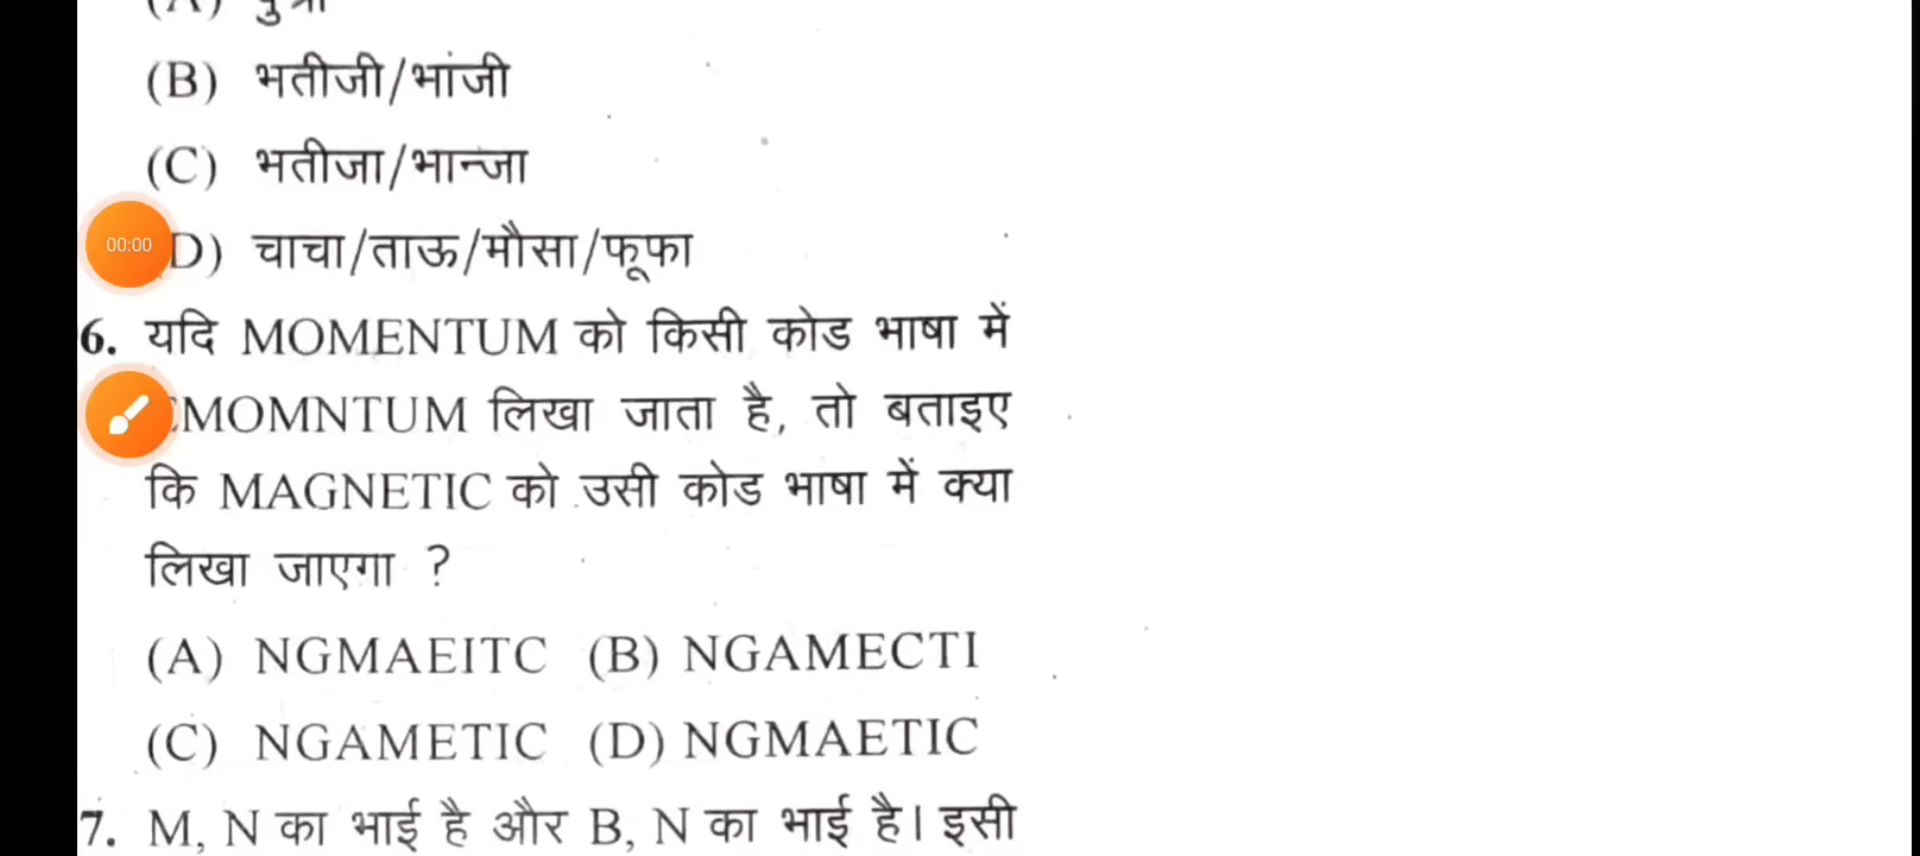 (B) भतीजी/भांजी
(C) भतीजा/भान्जा
00:00
D) चाचा/ताऊ/मौसा/फूफा
6. यदि MOMENTUM को किसी कोड भाषा में
MOMNTUM लिखा जाता है, तो बताइए
कि MAGNETIC को उसी कोड भाषा में क्या
लिखा जाएगा ?
(A) NGMAEITC (B) NGAMECTI
(C) NGAMETIC (D) NGMAETIC
7. M, N का भाई है और B, N का भाई है। इसी